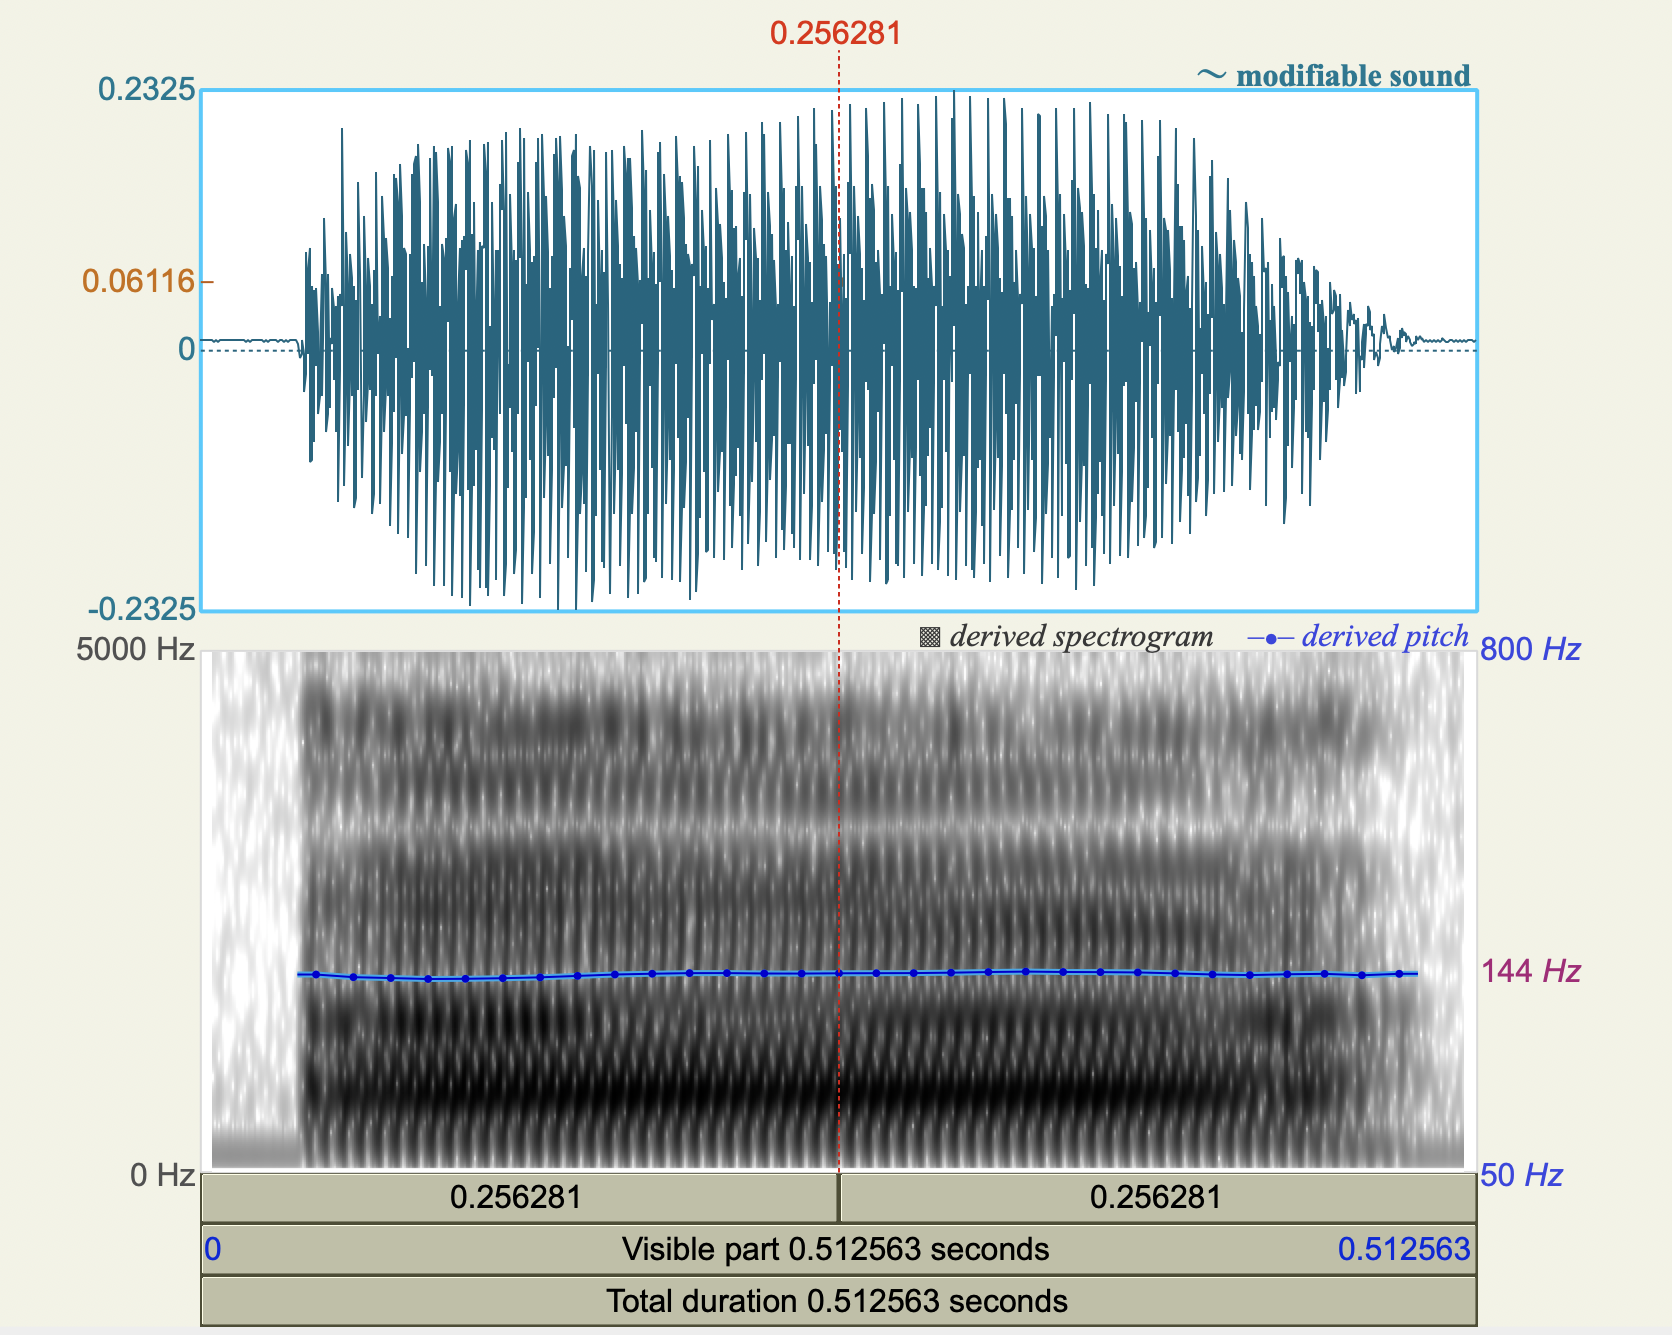 0.256281
~ modifiable sound
0.2325
0.06116
0
-0.2325
derived spectrogram derived pitch
5000 Hz 800 Hz
144 Hz
0 Hz 50 Hz
0.256281 0.256281
0 Visible part 0.512563 seconds 0.512563
Total duration 0.512563 seconds